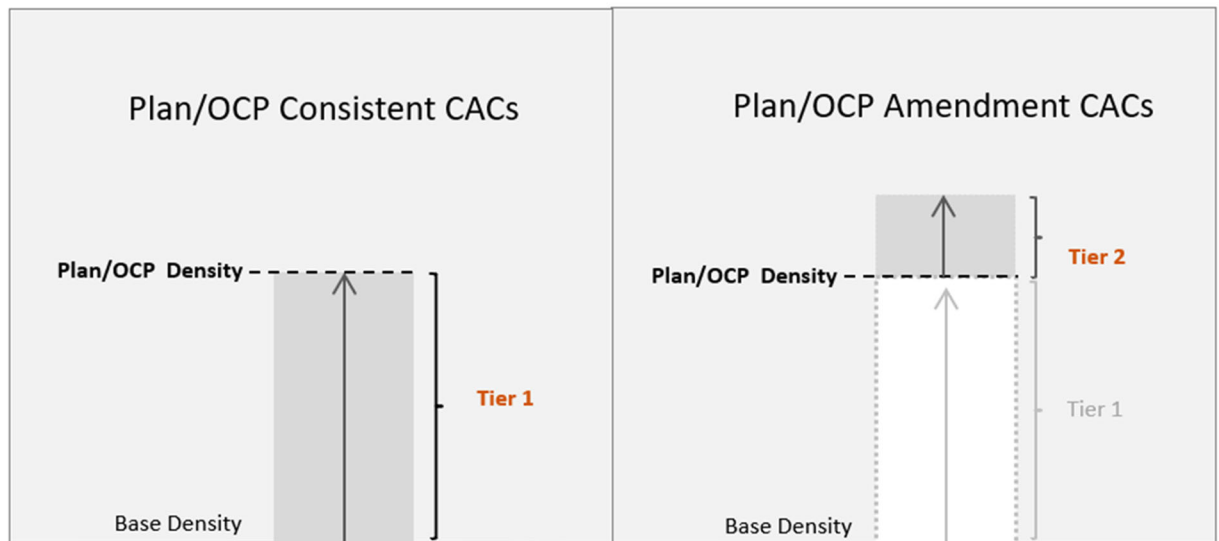 Plan/OCP Consistent CACs
Plan/OCP Density
Tier 1
Base Density
Plan/OCP Amendment CACs
Tier 2
Plan/OCP Density
Tier 1
Base Density